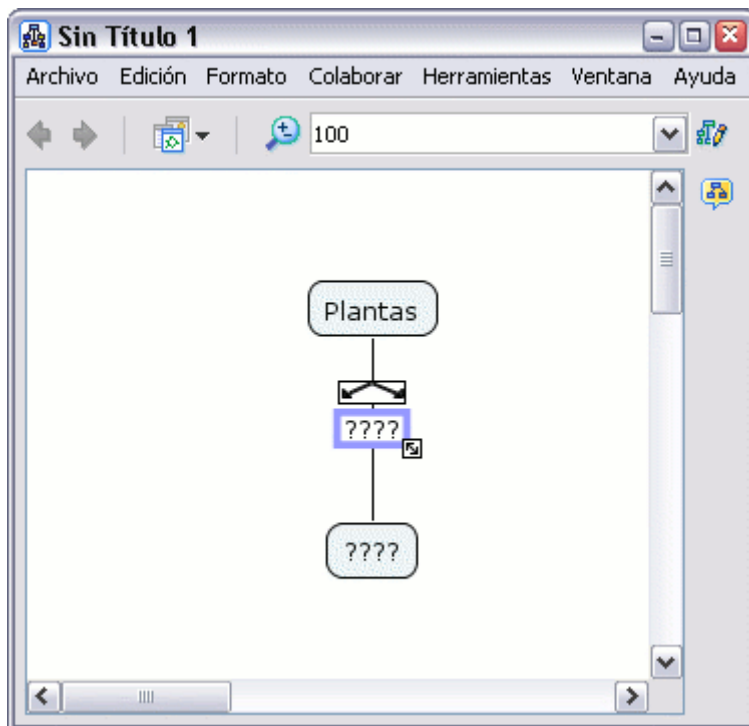 Sin Título 1
Archivo Edición Formato Colaborar Herramientas Ventana Ayuda
100
Plantas
????
????